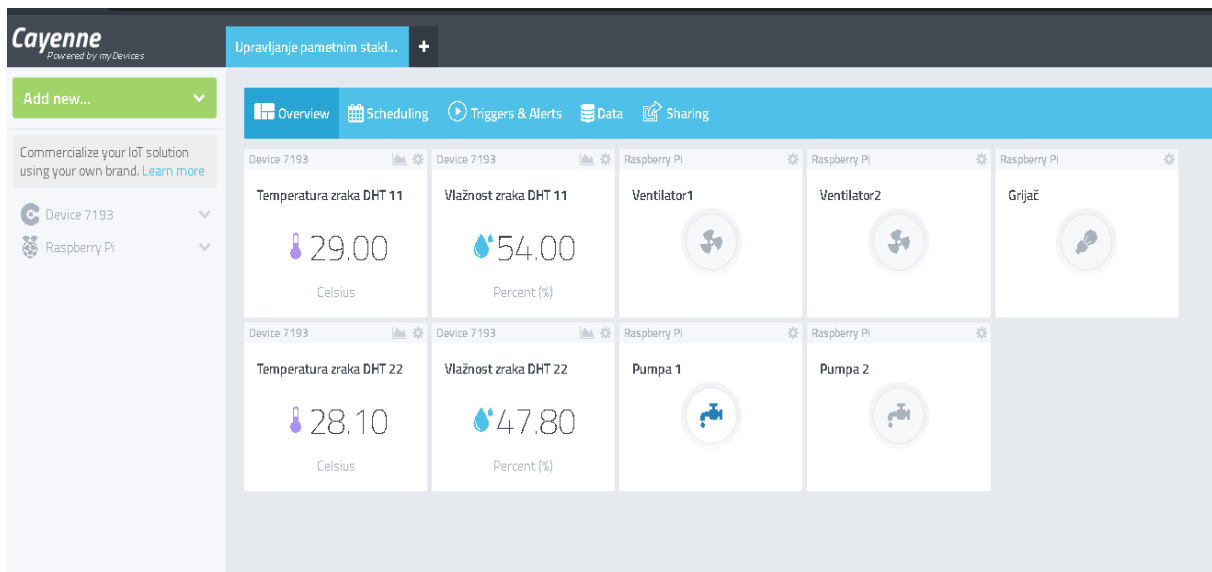 Cayenne
Powered by myDevices
Upravljanje pametnim stakl...
+
Add new...
Overview
Scheduling
Triggers & Alerts
Data
Sharing
Commercialize your IoT solution
using your own brand. Learn more
Device 7193
Raspberry Pi
Device 7193
Temperatura zraka DHT 11
29.00
Celsius
Device 7193
Vlažnost zraka DHT 11
54.00
Percent (%)
Raspberry Pi
Ventilator1
Raspberry Pi
Ventilator2
Raspberry Pi
Grijač
Device 7193
Temperatura zraka DHT 22
28.10
Celsius
Device 7193
Vlažnost zraka DHT 22
47.80
Percent (%)
Raspberry Pi
Pumpa 1
Raspberry Pi
Pumpa 2